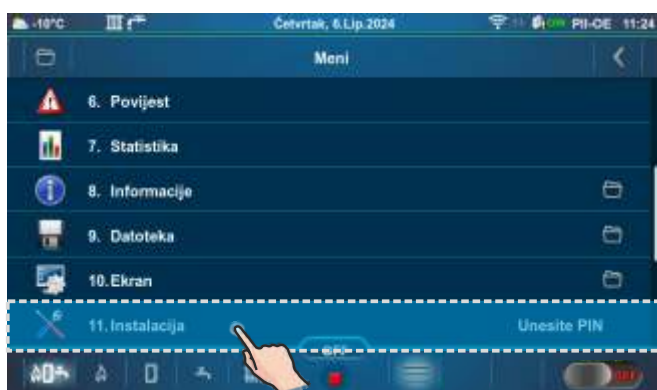 -10°C Četvrtak, 6.Lip.2024 PII-OE 11:24
Meni
6. Povijest
7. Statistika
8. Informacije
9. Datoteka
10.Ekran
11.Instalacija Unesite PIN
OFF